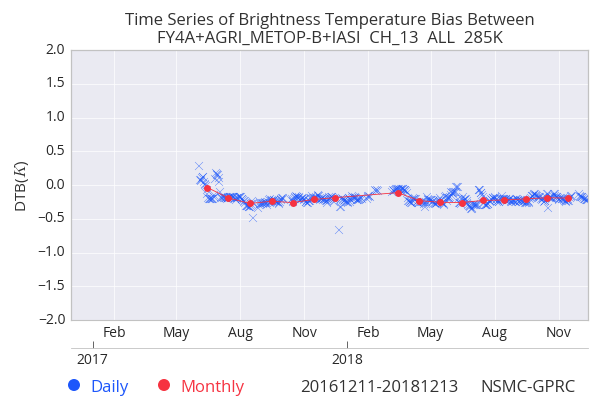 Time Series of Brightness Temperature Bias Between
FY4A+AGRI_METOP-B+IASI CH_13 ALL 285K
DTB(K)
2.0
1.5
1.0
0.5
0.0
−0.5
−1.0
−1.5
−2.0
Feb May Aug Nov Feb May Aug Nov
2017 2018
Daily Monthly 20161211-20181213 NSMC-GPRC